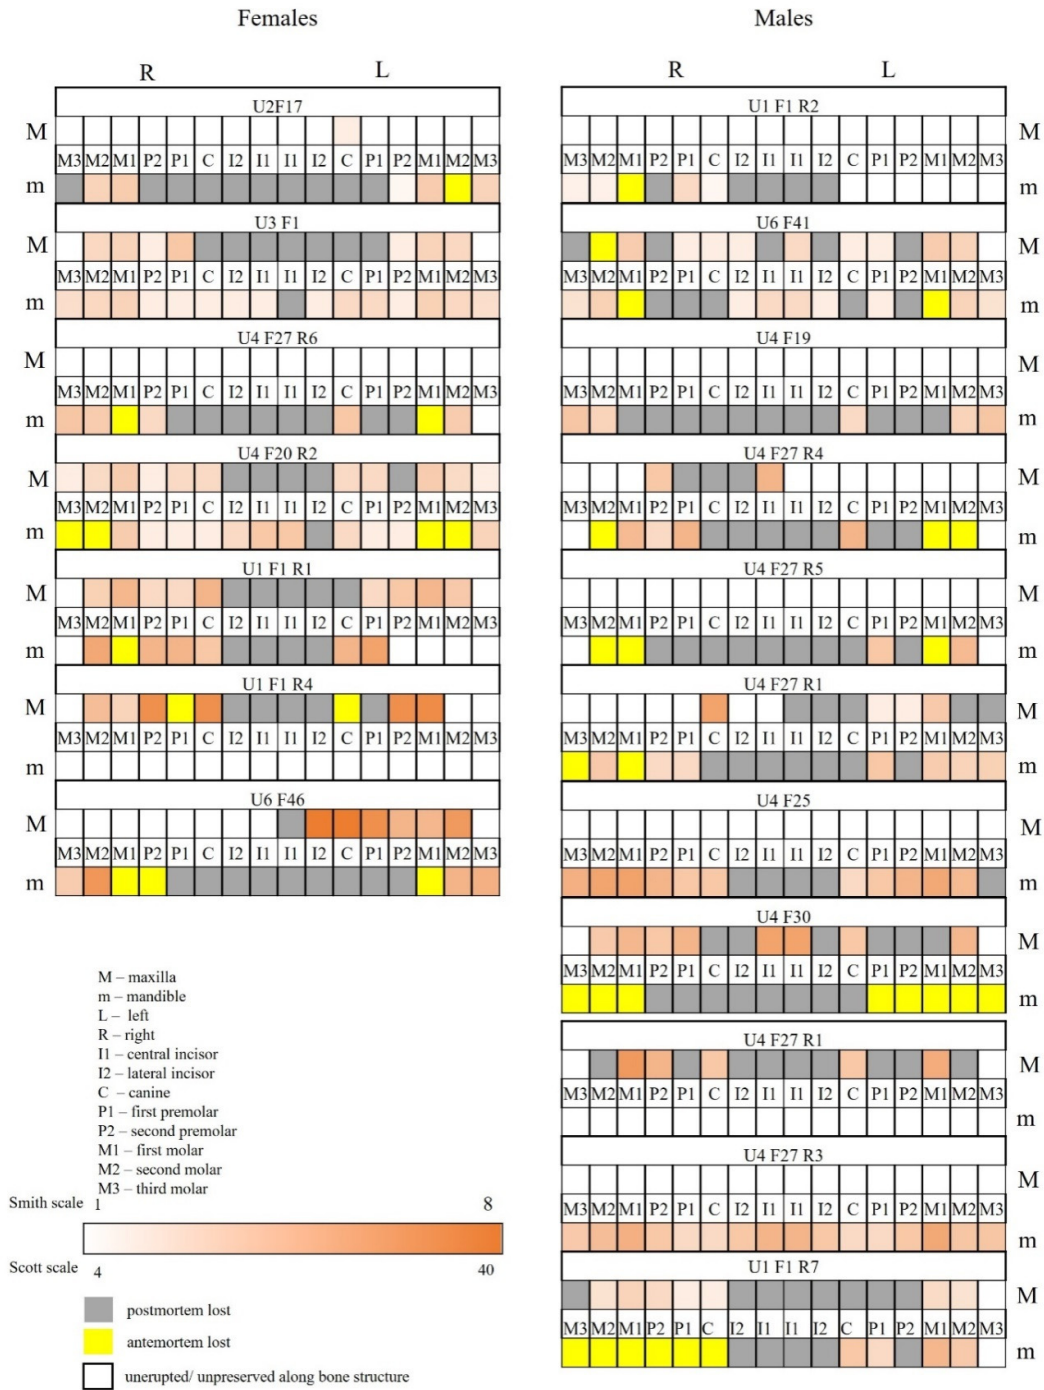 Females
R L
U2F17
M
M3 M2 M1 P2 P1 C I2 I1 I1 I2 C P1 P2 M1 M2 M3
m
U3 F1
M
M3 M2 M1 P2 P1 C I2 I1 I1 I2 C P1 P2 M1 M2 M3
m
U4 F27 R6
M
M3 M2 M1 P2 P1 C I2 I1 I1 I2 C P1 P2 M1 M2 M3
m
U4 F20 R2
M
M3 M2 M1 P2 P1 C I2 I1 I1 I2 C P1 P2 M1 M2 M3
m
U1 F1 R1
M
M3 M2 M1 P2 P1 C I2 I1 I1 I2 C P1 P2 M1 M2 M3
m
U1 F1 R4
M
M3 M2 M1 P2 P1 C I2 I1 I1 I2 C P1 P2 M1 M2 M3
m
U6 F46
M
M3 M2 M1 P2 P1 C I2 I1 I1 I2 C P1 P2 M1 M2 M3
m
M – maxilla
m – mandible
L – left
R – right
I1 – central incisor
I2 – lateral incisor
C – canine
P1 – first premolar
P2 – second premolar
M1 – first molar
M2 – second molar
M3 – third molar
Smith scale 1 8
Scott scale 4 40
postmortem lost
antemortem lost
unerupted/ unpreserved along bone structure
Males
R L
U1 F1 R2
M
M3 M2 M1 P2 P1 C I2 I1 I1 I2 C P1 P2 M1 M2 M3
m
U6 F41
M
M3 M2 M1 P2 P1 C I2 I1 I1 I2 C P1 P2 M1 M2 M3
m
U4 F19
M
M3 M2 M1 P2 P1 C I2 I1 I1 I2 C P1 P2 M1 M2 M3
m
U4 F27 R4
M
M3 M2 M1 P2 P1 C I2 I1 I1 I2 C P1 P2 M1 M2 M3
m
U4 F27 R5
M
M3 M2 M1 P2 P1 C I2 I1 I1 I2 C P1 P2 M1 M2 M3
m
U4 F27 R1
M
M3 M2 M1 P2 P1 C I2 I1 I1 I2 C P1 P2 M1 M2 M3
m
U4 F25
M
M3 M2 M1 P2 P1 C I2 I1 I1 I2 C P1 P2 M1 M2 M3
m
U4 F30
M
M3 M2 M1 P2 P1 C I2 I1 I1 I2 C P1 P2 M1 M2 M3
m
U4 F27 R1
M
M3 M2 M1 P2 P1 C I2 I1 I1 I2 C P1 P2 M1 M2 M3
m
U4 F27 R3
M
M3 M2 M1 P2 P1 C I2 I1 I1 I2 C P1 P2 M1 M2 M3
m
U1 F1 R7
M
M3 M2 M1 P2 P1 C I2 I1 I1 I2 C P1 P2 M1 M2 M3
m